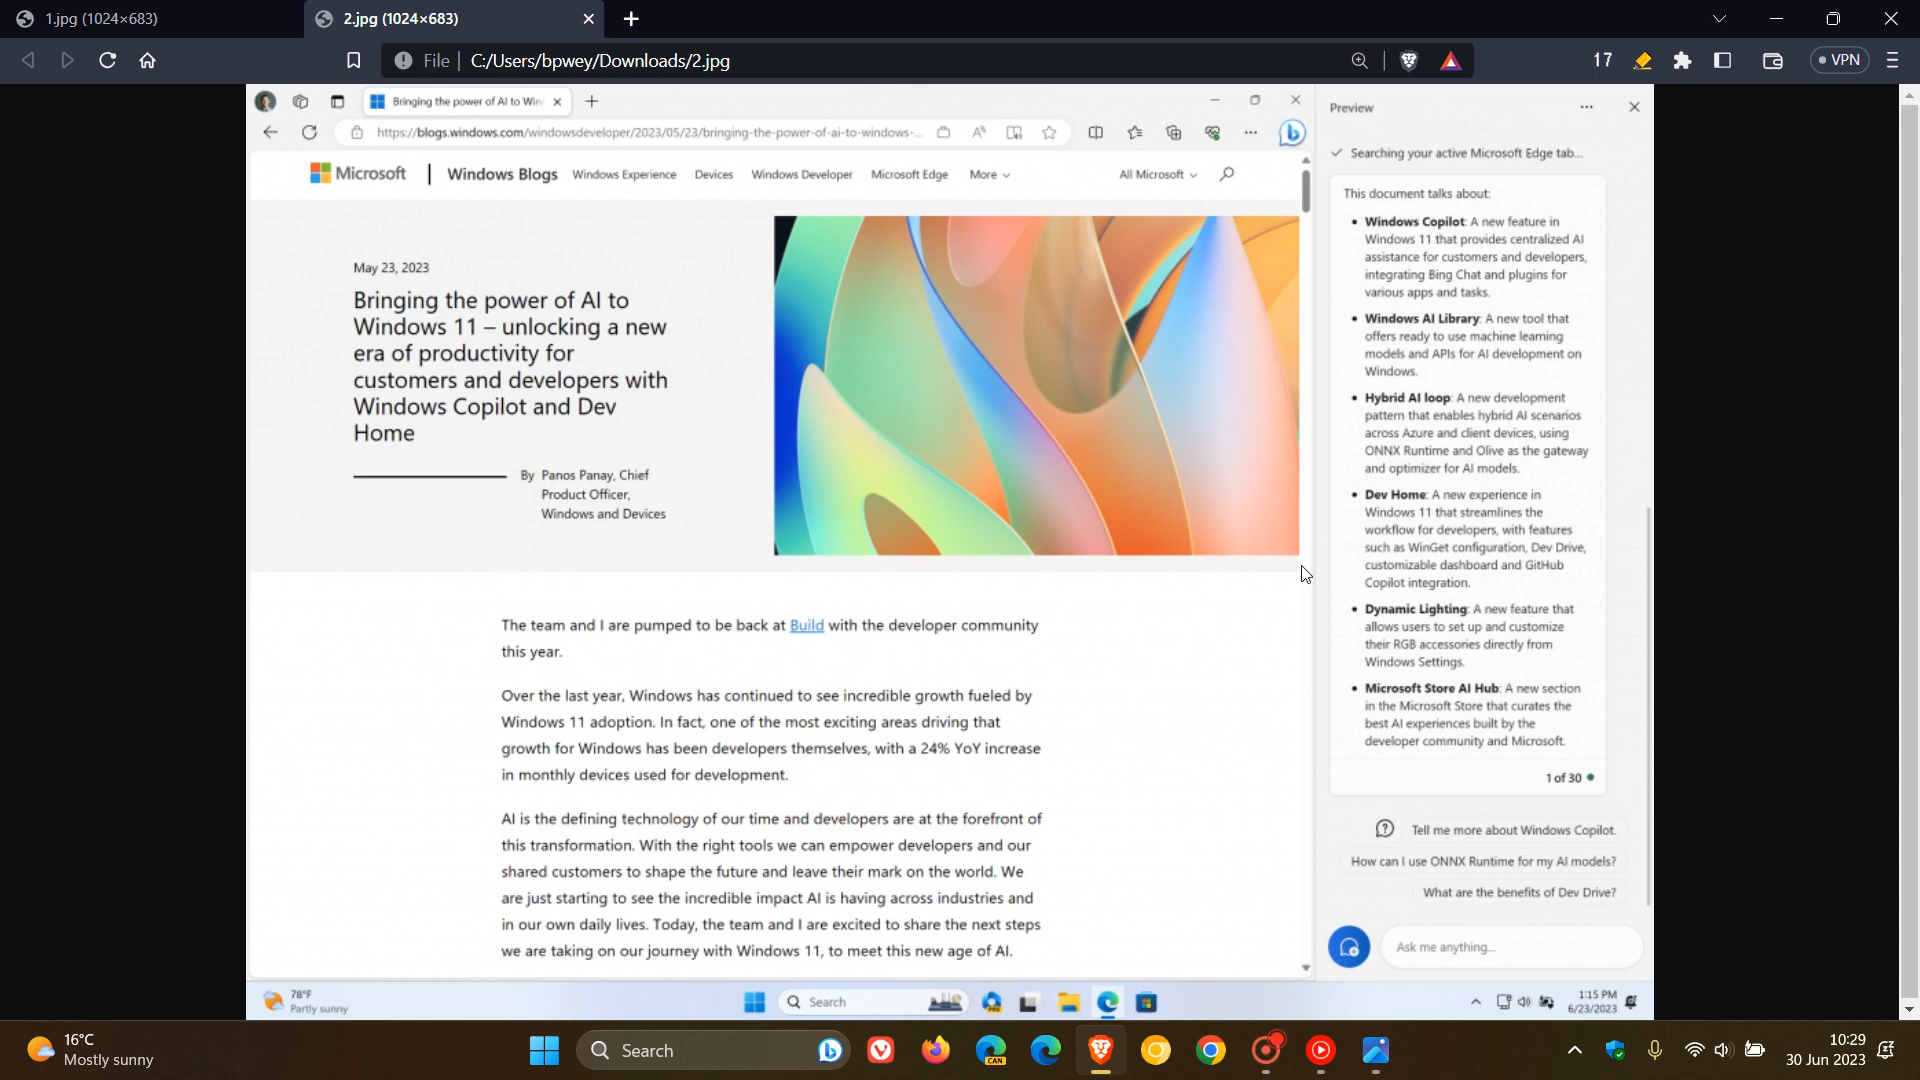 1.jpg (1024×683)
2.jpg (1024×683)
File
C:/Users/bpwey/Downloads/2.jpg
17
VPN
Bringing the power of AI to Win
https://blogs.windows.com/windowsdeveloper/2023/05/23/bringing-the-power-of-ai-to-windows-...
Microsoft
Windows Blogs
Windows Experience
Devices
Windows Developer
Microsoft Edge
More
All Microsoft
May 23, 2023
Bringing the power of AI to
Windows 11 – unlocking a new
era of productivity for
customers and developers with
Windows Copilot and Dev
Home
By Panos Panay, Chief
Product Officer,
Windows and Devices
The team and I are pumped to be back at Build with the developer community
this year.
Over the last year, Windows has continued to see incredible growth fueled by
Windows 11 adoption. In fact, one of the most exciting areas driving that
growth for Windows has been developers themselves, with a 24% YoY increase
in monthly devices used for development.
AI is the defining technology of our time and developers are at the forefront of
this transformation. With the right tools we can empower developers and our
shared customers to shape the future and leave their mark on the world. We
are just starting to see the incredible impact AI is having across industries and
in our own daily lives. Today, the team and I are excited to share the next steps
we are taking on our journey with Windows 11, to meet this new age of AI.
Preview
Searching your active Microsoft Edge tab...
This document talks about:
• Windows Copilot: A new feature in
Windows 11 that provides centralized AI
assistance for customers and developers,
integrating Bing Chat and plugins for
various apps and tasks.
• Windows AI Library: A new tool that
offers ready to use machine learning
models and APIs for AI development on
Windows.
• Hybrid AI loop: A new development
pattern that enables hybrid AI scenarios
across Azure and client devices, using
ONNX Runtime and Olive as the gateway
and optimizer for AI models.
• Dev Home: A new experience in
Windows 11 that streamlines the
workflow for developers, with features
such as WinGet configuration, Dev Drive,
customizable dashboard and GitHub
Copilot integration.
• Dynamic Lighting: A new feature that
allows users to set up and customize
their RGB accessories directly from
Windows Settings.
• Microsoft Store AI Hub: A new section
in the Microsoft Store that curates the
best AI experiences built by the
developer community and Microsoft.
1 of 30
Tell me more about Windows Copilot.
How can I use ONNX Runtime for my AI models?
What are the benefits of Dev Drive?
Ask me anything...
78°F
Partly sunny
Search
1:15 PM
6/23/2023
16°C
Mostly sunny
Search
CAN
10:29
30 Jun 2023